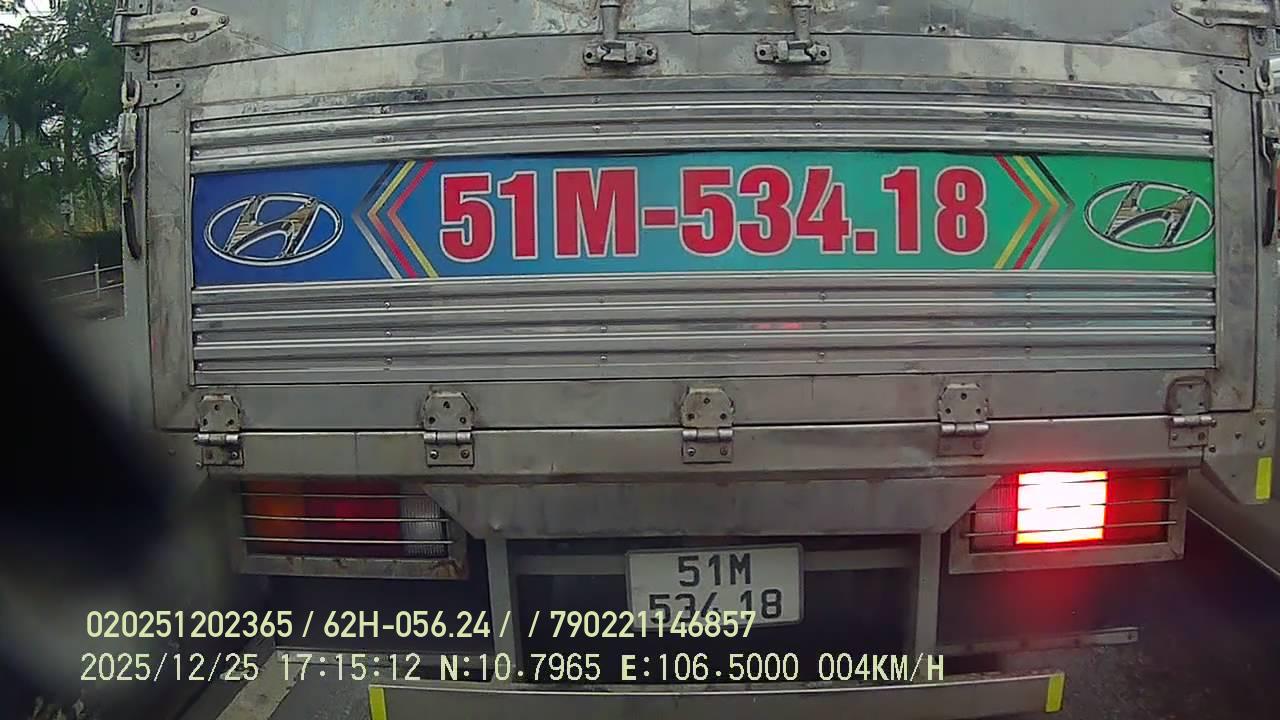 51M-534.18
51M
534.18
020251202365 / 62H-056.24 / / 790221146857
2025/12/25 17:15:12 N:10.7965 E:106.5000 004KM/H